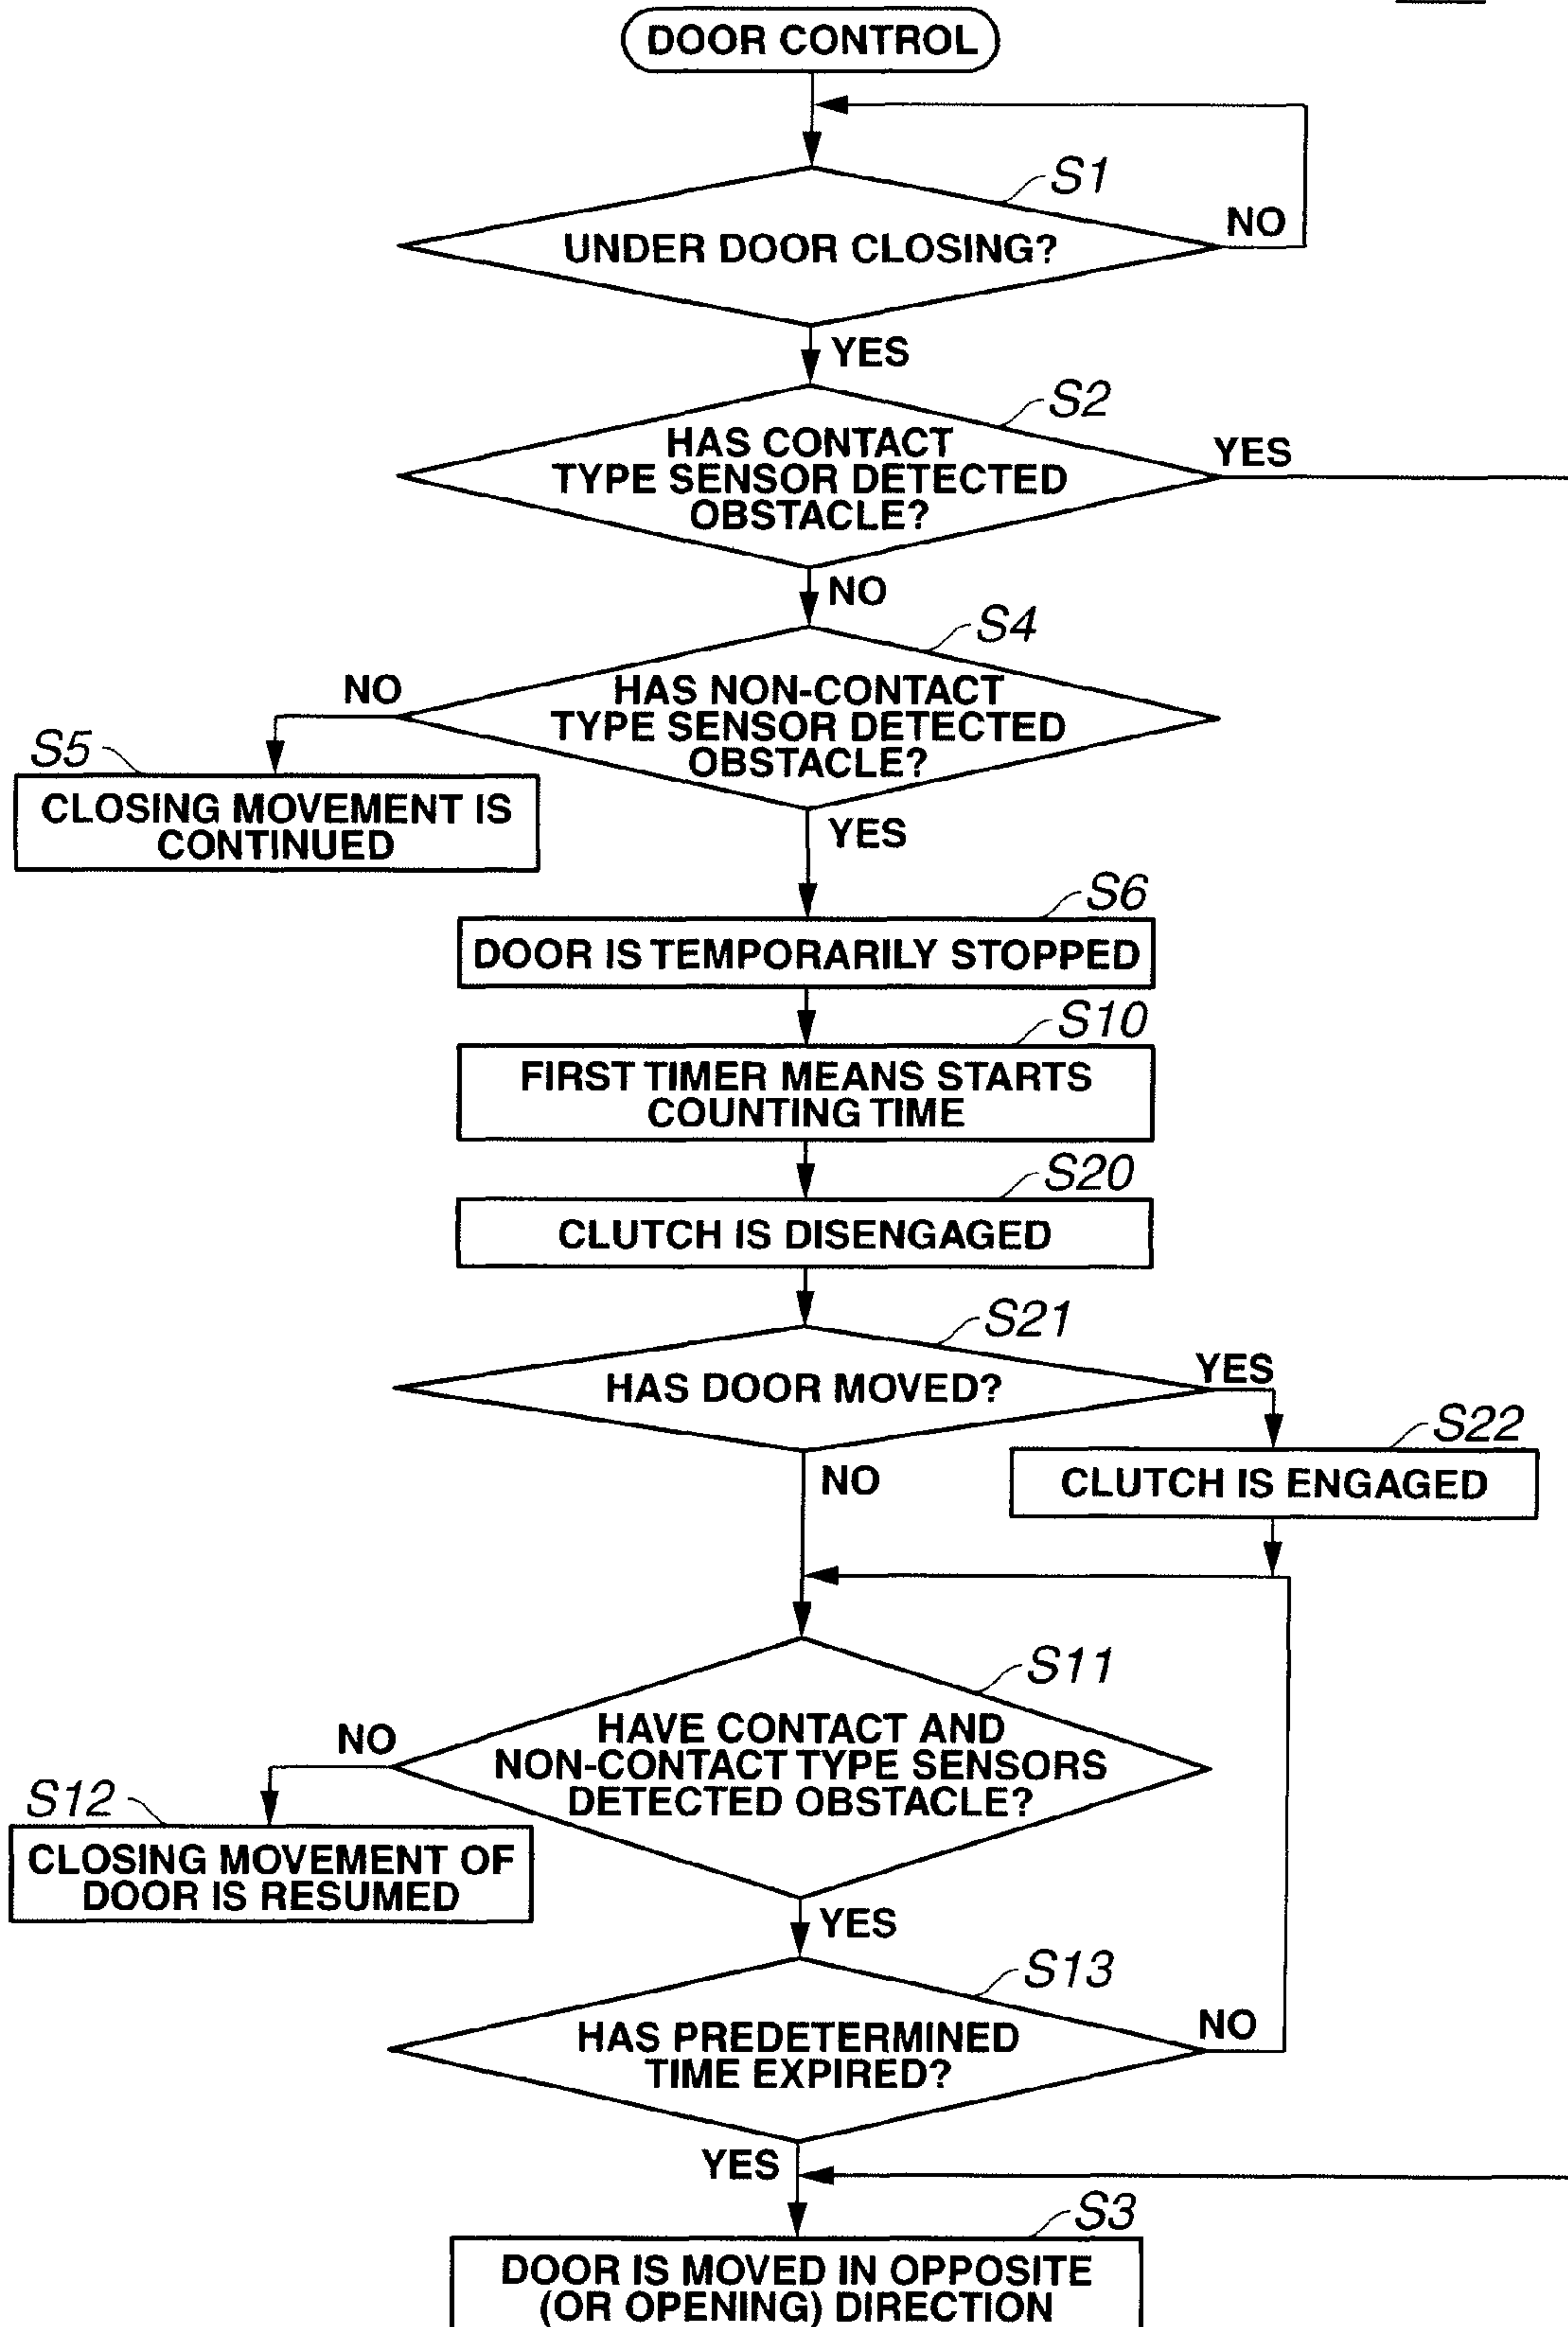 DOOR CONTROL
S1
UNDER DOOR CLOSING?
NO
YES
S2
HAS CONTACT
TYPE SENSOR DETECTED
OBSTACLE?
YES
NO
S4
HAS NON-CONTACT
TYPE SENSOR DETECTED
OBSTACLE?
NO
S5
CLOSING MOVEMENT IS
CONTINUED
YES
S6
DOOR IS TEMPORARILY STOPPED
S10
FIRST TIMER MEANS STARTS
COUNTING TIME
S20
CLUTCH IS DISENGAGED
S21
HAS DOOR MOVED?
YES
S22
CLUTCH IS ENGAGED
NO
S11
HAVE CONTACT AND
NON-CONTACT TYPE SENSORS
DETECTED OBSTACLE?
NO
S12
CLOSING MOVEMENT OF
DOOR IS RESUMED
YES
S13
HAS PREDETERMINED
TIME EXPIRED?
NO
YES
S3
DOOR IS MOVED IN OPPOSITE
(OR OPENING) DIRECTION